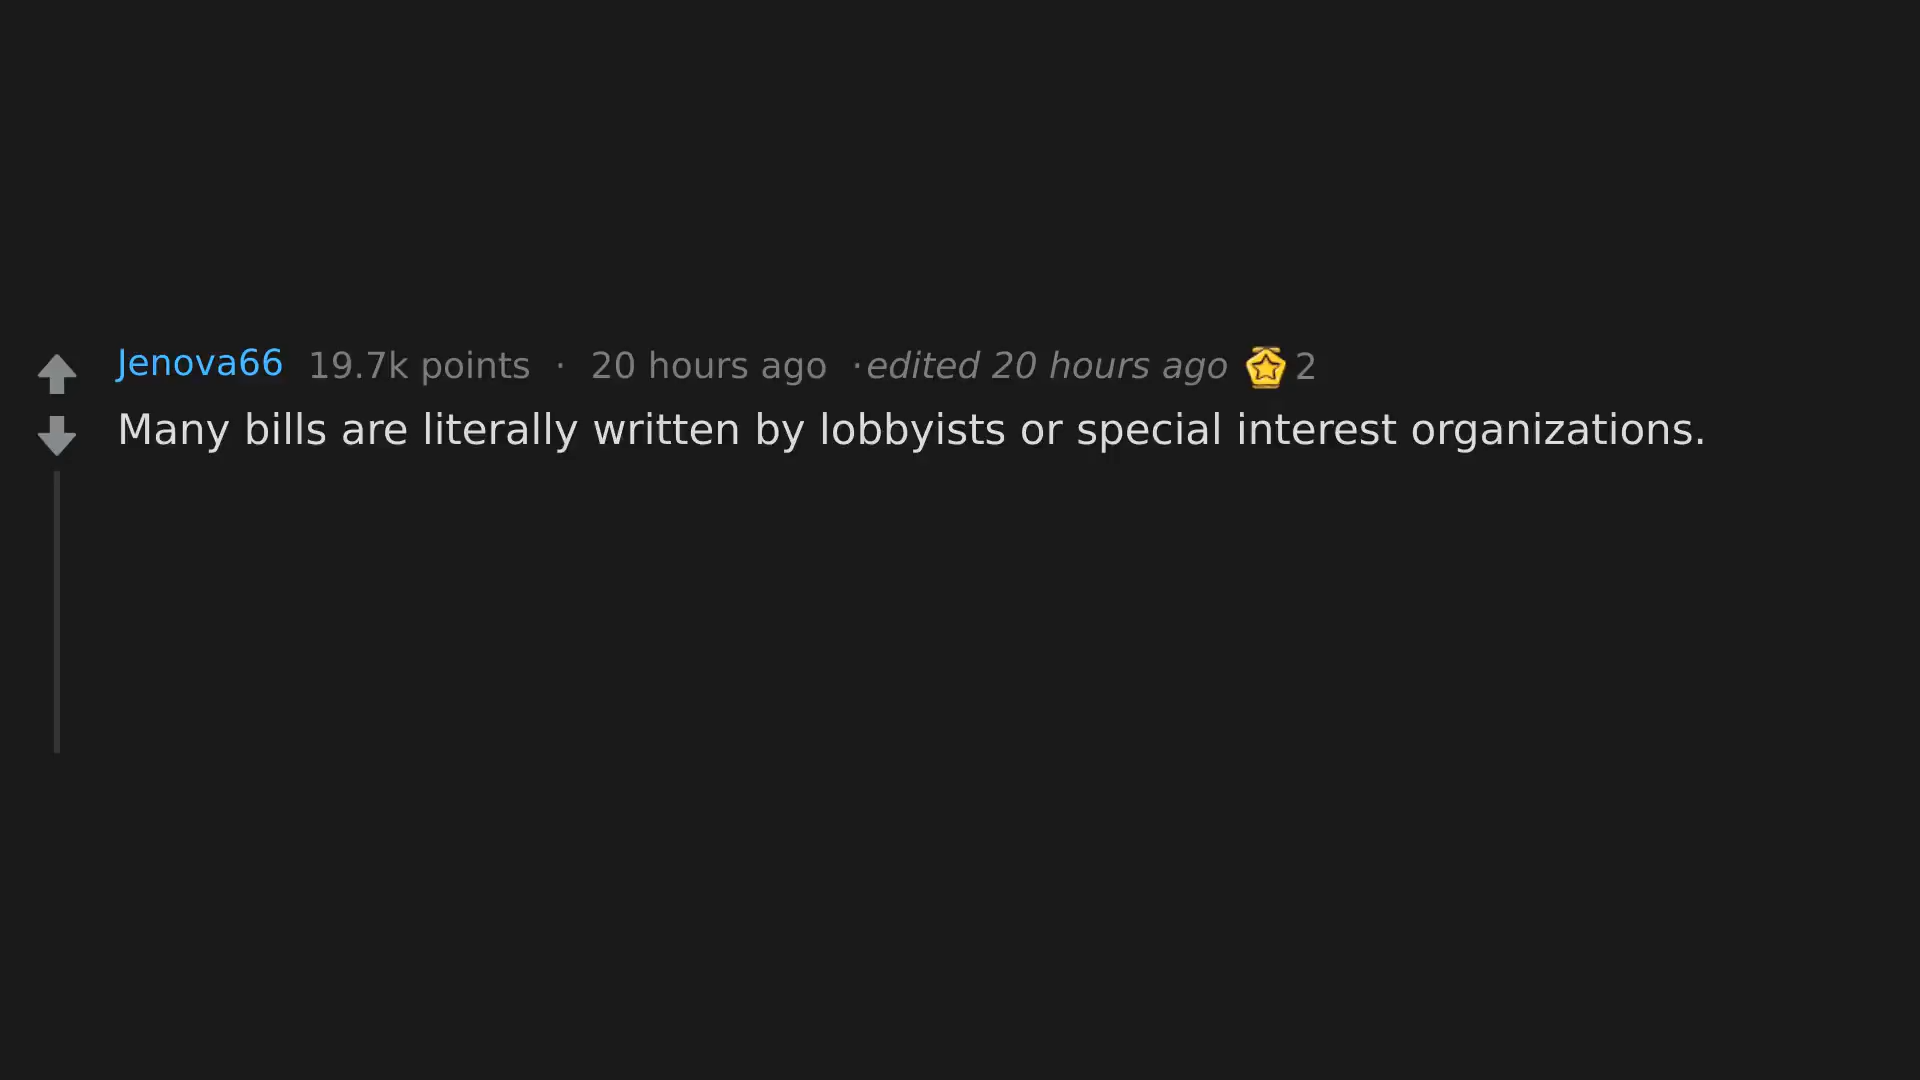 Jenova66 19.7k points · 20 hours ago ·edited 20 hours ago 2
Many bills are literally written by lobbyists or special interest organizations.